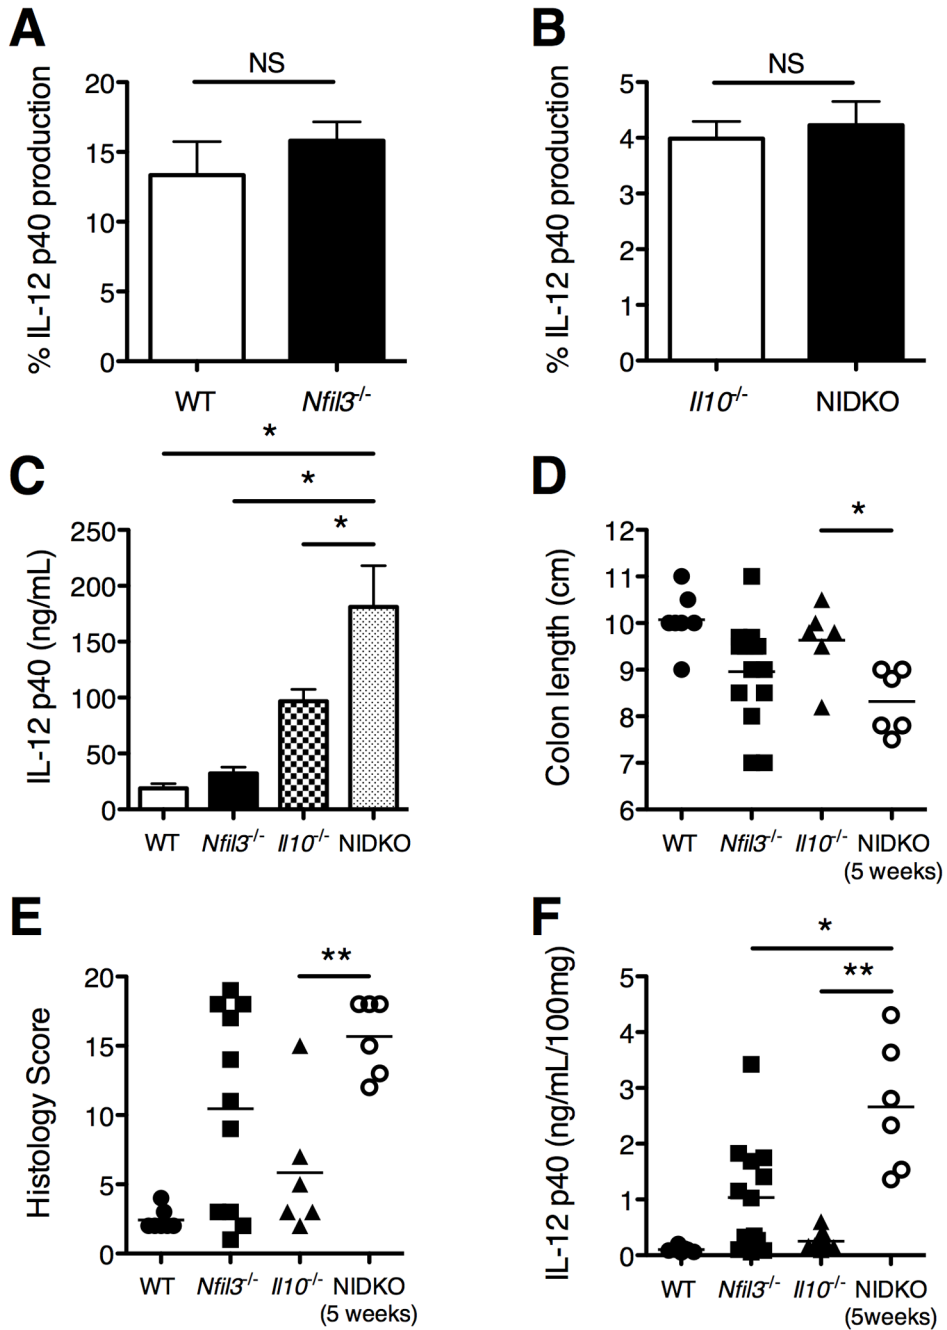 A
NS
% IL-12 p40 production
20
15
10
5
0
WT
Nfil3-/-
B
NS
% IL-12 p40 production
5
4
3
2
1
0
Il10-/-
NIDKO
C
*
*
*
IL-12 p40 (ng/mL)
250
200
150
100
50
0
WT
Nfil3-/-
Il10-/-
NIDKO
D
*
Colon length (cm)
12
11
10
9
8
7
6
WT
Nfil3-/-
Il10-/-
NIDKO
(5 weeks)
E
**
Histology Score
20
15
10
5
0
WT
Nfil3-/-
Il10-/-
NIDKO
(5 weeks)
F
*
**
IL-12 p40 (ng/mL/100mg)
5
4
3
2
1
0
WT
Nfil3-/-
Il10-/-
NIDKO
(5weeks)